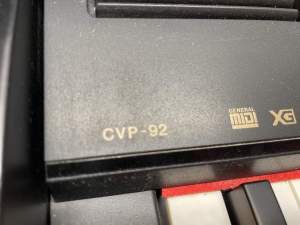 GENERAL
MIDI
XG
CVP-92